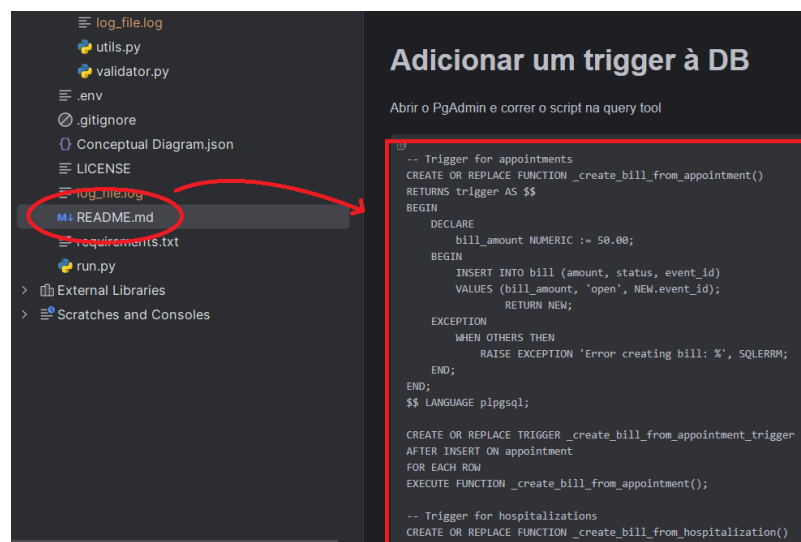 log_file.log
utils.py
validator.py
.env
.gitignore
{} Conceptual Diagram.json
LICENSE
log_file.log
M↓ README.md
requirements.txt
run.py
External Libraries
Scratches and Consoles
Adicionar um trigger à DB
Abrir o PgAdmin e correr o script na query tool
-- Trigger for appointments
CREATE OR REPLACE FUNCTION _create_bill_from_appointment()
RETURNS trigger AS $$
BEGIN
DECLARE
bill_amount NUMERIC := 50.00;
BEGIN
INSERT INTO bill (amount, status, event_id)
VALUES (bill_amount, 'open', NEW.event_id);
RETURN NEW;
EXCEPTION
WHEN OTHERS THEN
RAISE EXCEPTION 'Error creating bill: %', SQLERRM;
END;
END;
$$ LANGUAGE plpgsql;
CREATE OR REPLACE TRIGGER _create_bill_from_appointment_trigger
AFTER INSERT ON appointment
FOR EACH ROW
EXECUTE FUNCTION _create_bill_from_appointment();
-- Trigger for hospitalizations
CREATE OR REPLACE FUNCTION _create_bill_from_hospitalization()